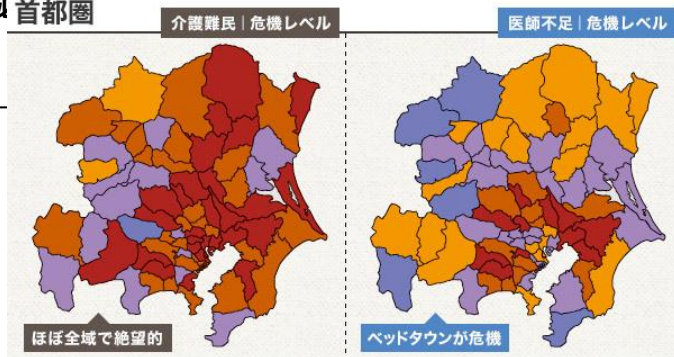 首都圏
介護難民|危機レベル
医師不足|危機レベル
ほぼ全域で絶望的
ベッドタウンが危機